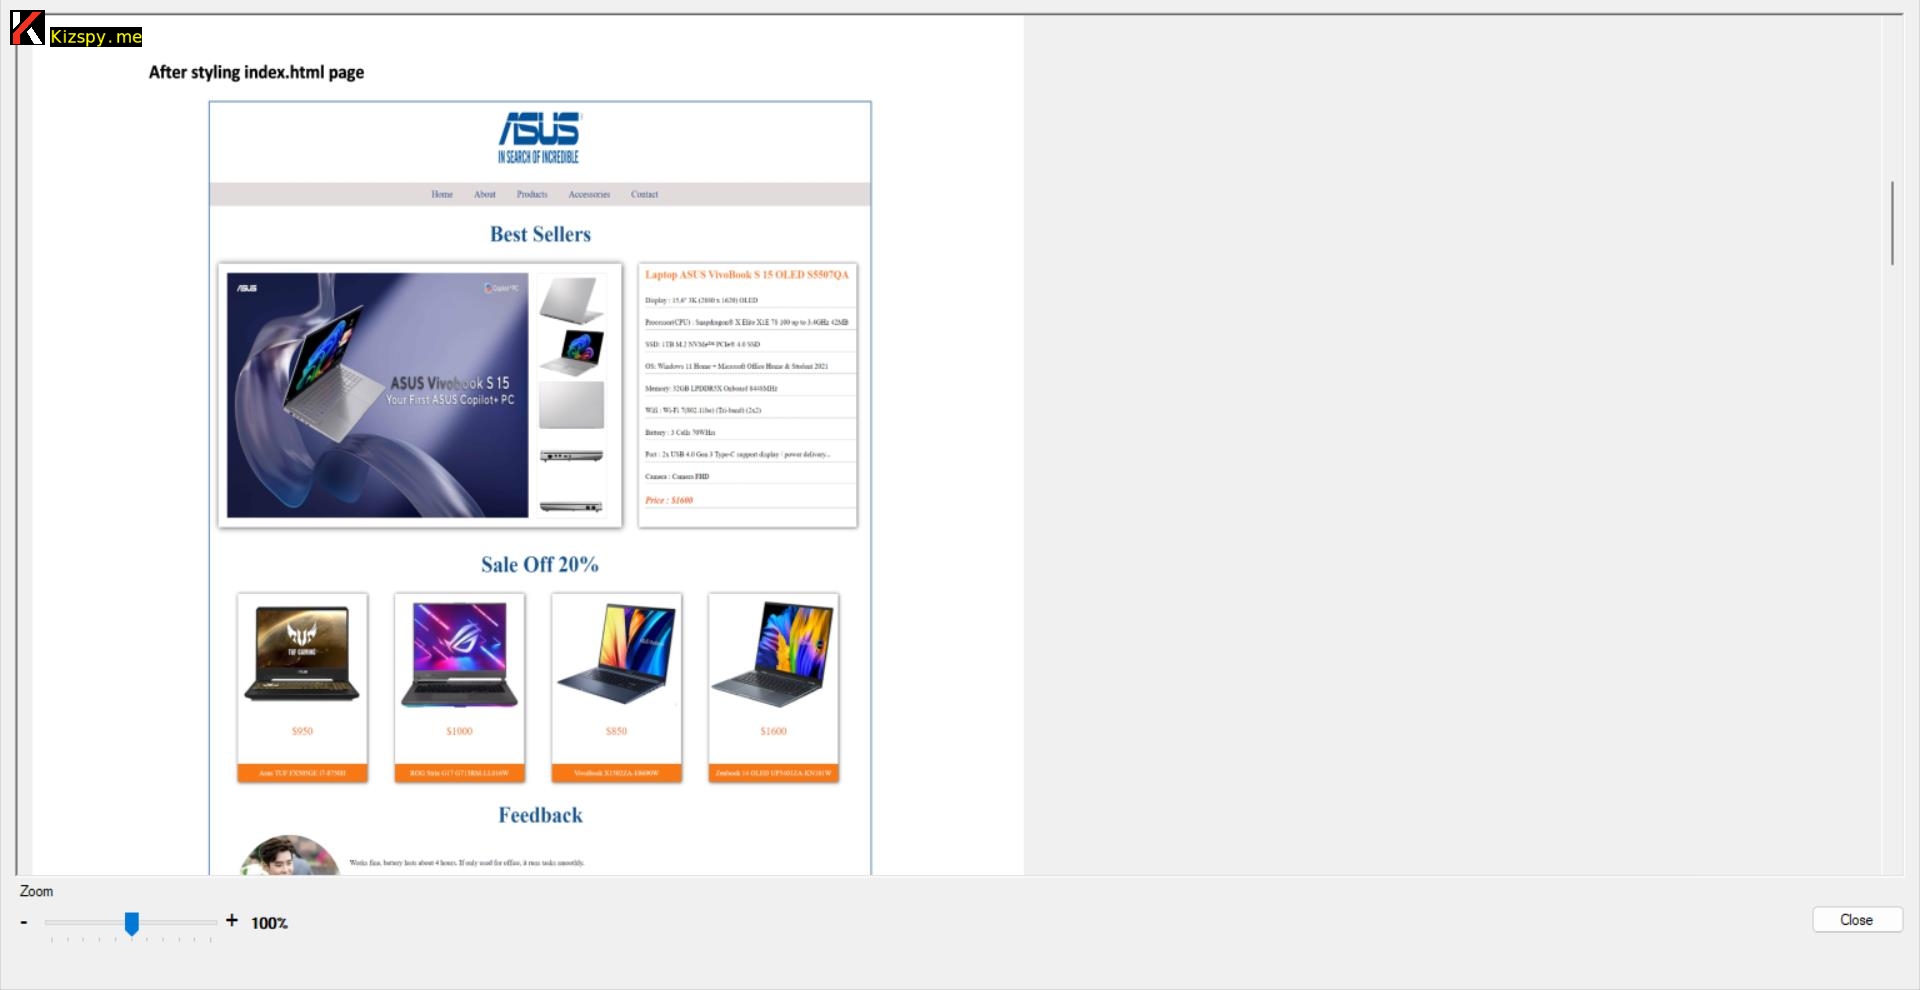 Kizspy.me
After styling index.html page
ASUS
IN SEARCH OF INCREDIBLE
Home About Products Accessories Contact
Best Sellers
ASUS
Copilot+PC
ASUS Vivobook S 15
Your First ASUS Copilot+ PC
Laptop ASUS VivoBook S 15 OLED S5507QA
Display : 15.6" 3K (2880 x 1620) OLED
Processor(CPU) : Snapdragon® X Elite X1E 78 100 up to 3.4GHz 42MB
SSD: 1TB M.2 NVMe™ PCIe® 4.0 SSD
OS: Windows 11 Home + Microsoft Office Home & Student 2021
Memory: 32GB LPDDR5X Onboard 8448MHz
Wifi : Wi-Fi 7(802.11be) (Tri-band) (2x2)
Battery : 3 Cells 70WHrs
Port : 2x USB 4.0 Gen 3 Type-C support display / power delivery...
Camera : Camera FHD
Price : $1600
Sale Off 20%
TUF GAMING
$950 $1000 $850 $1600
Asus TUF FX505GE I7-8750H ROG Strix G17 G713RM-LL016W VivoBook Zenbook 14 OLED UP5401ZA-KN101W
Feedback
Works fine, battery lasts about 4 hours. If only used for office, it runs tasks smoothly.
Zoom
- + 100%
Close